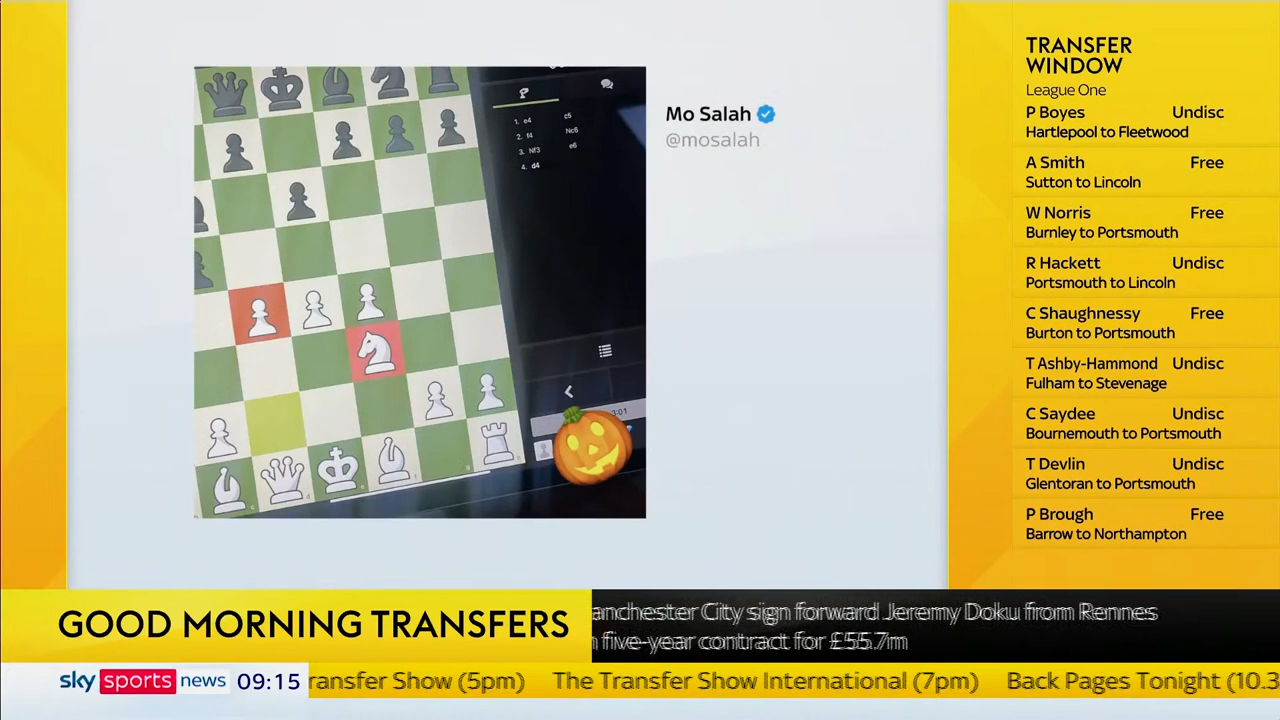 1. e4 c5
2. f4 Nc6
3. Nf3 e6
4. d4
3:01
Mo Salah
@mosalah
TRANSFER
WINDOW
League One
P Boyes Undisc
Hartlepool to Fleetwood
A Smith Free
Sutton to Lincoln
W Norris Free
Burnley to Portsmouth
R Hackett Undisc
Portsmouth to Lincoln
C Shaughnessy Free
Burton to Portsmouth
T Ashby-Hammond Undisc
Fulham to Stevenage
C Saydee Undisc
Bournemouth to Portsmouth
T Devlin Undisc
Glentoran to Portsmouth
P Brough Free
Barrow to Northampton
GOOD MORNING TRANSFERS
anchester City sign forward Jeremy Doku from Rennes
n five-year contract for £55.7m
sky sports news 09:15 ransfer Show (5pm) The Transfer Show International (7pm) Back Pages Tonight (10.3